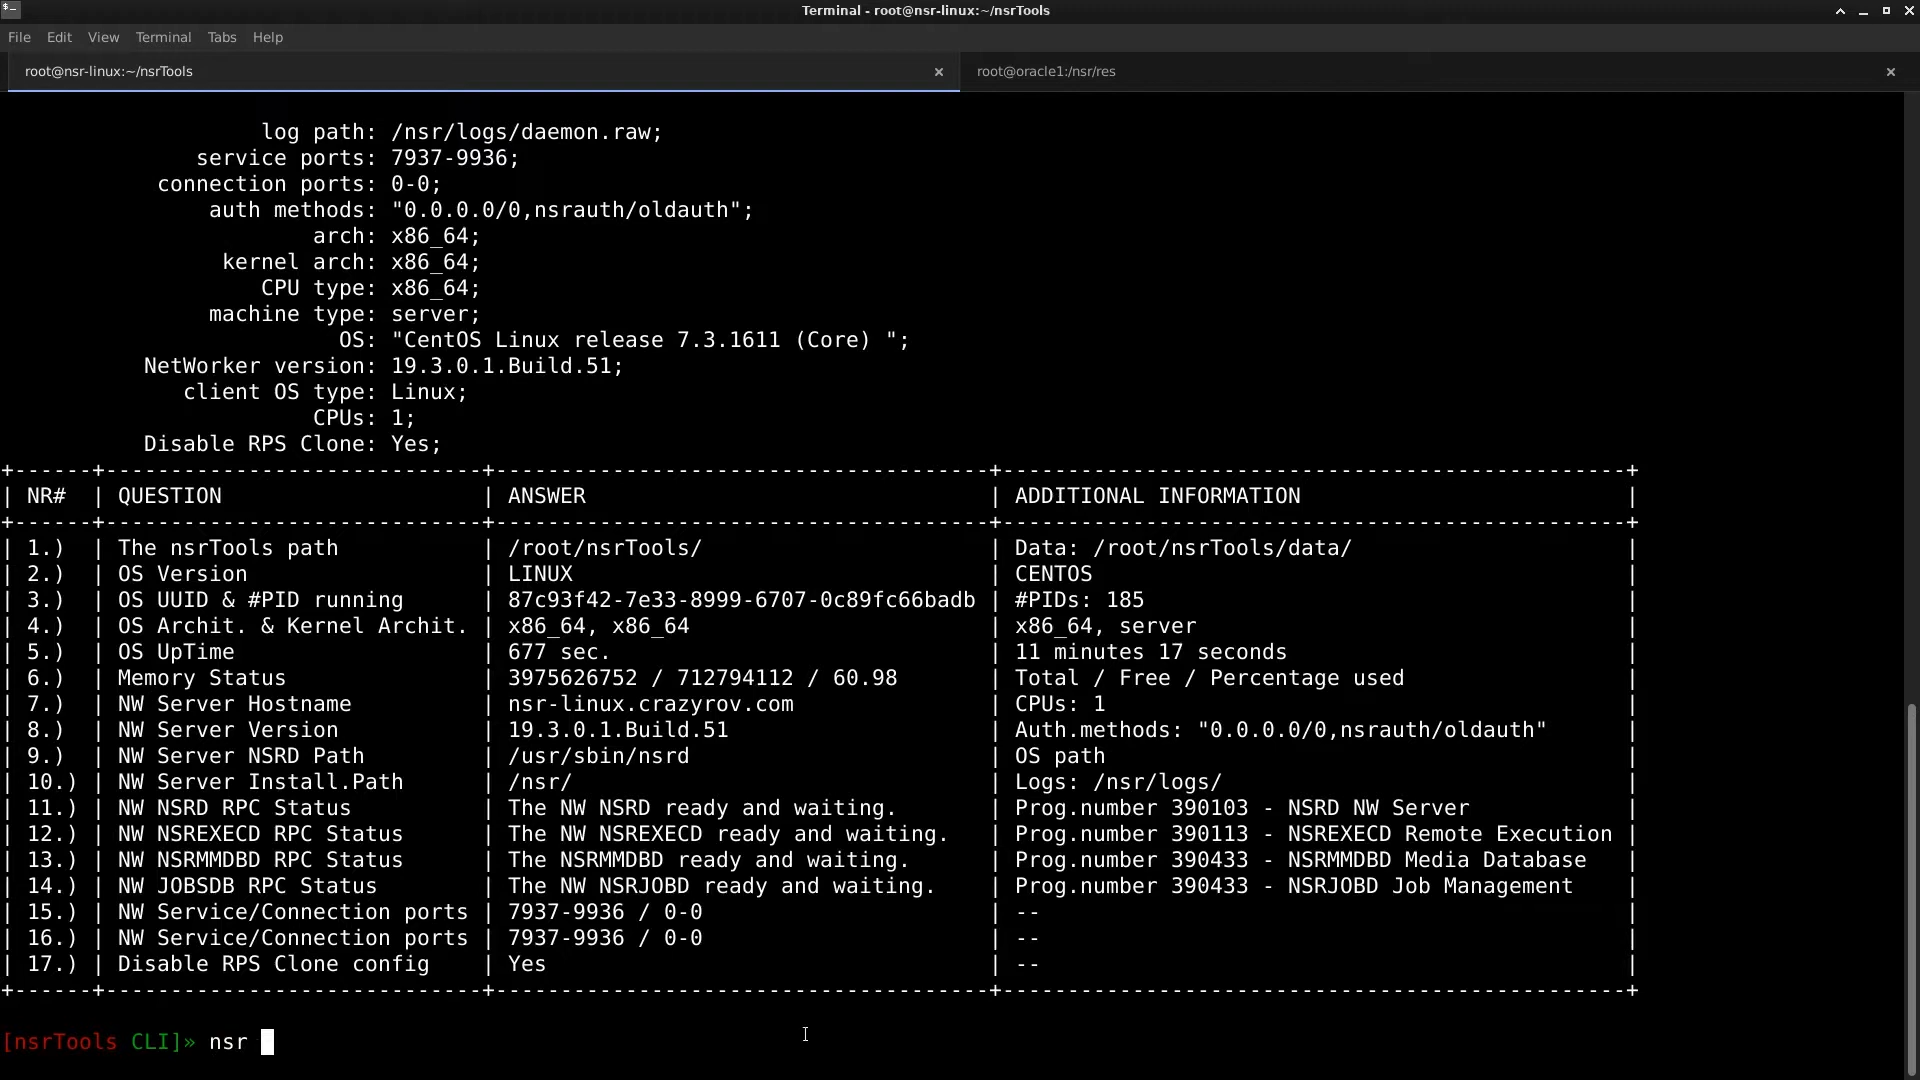 Terminal - root@nsr-linux:~/nsrTools
File Edit View Terminal Tabs Help
root@nsr-linux:~/nsrTools root@oracle1:/nsr/res
log path: /nsr/logs/daemon.raw;
service ports: 7937-9936;
connection ports: 0-0;
auth methods: "0.0.0.0/0,nsrauth/oldauth";
arch: x86_64;
kernel arch: x86_64;
CPU type: x86_64;
machine type: server;
OS: "CentOS Linux release 7.3.1611 (Core) ";
NetWorker version: 19.3.0.1.Build.51;
client OS type: Linux;
CPUs: 1;
Disable RPS Clone: Yes;
+------+-----------------------------+--------------------------------------+------------------------------------------------+
| NR# | QUESTION | ANSWER | ADDITIONAL INFORMATION |
+------+-----------------------------+--------------------------------------+------------------------------------------------+
| 1.) | The nsrTools path | /root/nsrTools/ | Data: /root/nsrTools/data/ |
| 2.) | OS Version | LINUX | CENTOS |
| 3.) | OS UUID & #PID running | 87c93f42-7e33-8999-6707-0c89fc66badb | #PIDs: 185 |
| 4.) | OS Archit. & Kernel Archit. | x86_64, x86_64 | x86_64, server |
| 5.) | OS UpTime | 677 sec. | 11 minutes 17 seconds |
| 6.) | Memory Status | 3975626752 / 712794112 / 60.98 | Total / Free / Percentage used |
| 7.) | NW Server Hostname | nsr-linux.crazyrov.com | CPUs: 1 |
| 8.) | NW Server Version | 19.3.0.1.Build.51 | Auth.methods: "0.0.0.0/0,nsrauth/oldauth" |
| 9.) | NW Server NSRD Path | /usr/sbin/nsrd | OS path |
| 10.) | NW Server Install.Path | /nsr/ | Logs: /nsr/logs/ |
| 11.) | NW NSRD RPC Status | The NW NSRD ready and waiting. | Prog.number 390103 - NSRD NW Server |
| 12.) | NW NSREXECD RPC Status | The NW NSREXECD ready and waiting. | Prog.number 390113 - NSREXECD Remote Execution |
| 13.) | NW NSRMMDBD RPC Status | The NSRMMDBD ready and waiting. | Prog.number 390433 - NSRMMDBD Media Database |
| 14.) | NW JOBSDB RPC Status | The NW NSRJOBD ready and waiting. | Prog.number 390433 - NSRJOBD Job Management |
| 15.) | NW Service/Connection ports | 7937-9936 / 0-0 | -- |
| 16.) | NW Service/Connection ports | 7937-9936 / 0-0 | -- |
| 17.) | Disable RPS Clone config | Yes | -- |
+------+-----------------------------+--------------------------------------+------------------------------------------------+
[nsrTools CLI]» nsr